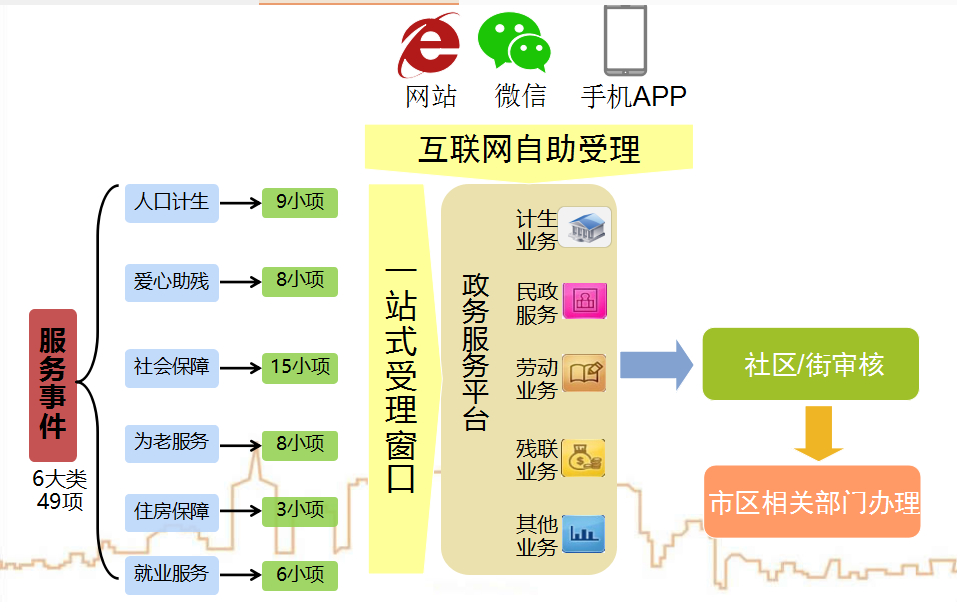 网站
微信
手机APP
互联网自助受理
服务事件
6大类
49项
人口计生
9小项
爱心助残
8小项
社会保障
15小项
为老服务
8小项
住房保障
3小项
就业服务
6小项
一站式受理窗口
政务服务平台
计生
业务
民政
服务
劳动
业务
残联
业务
其他
业务
社区/街审核
市区相关部门办理